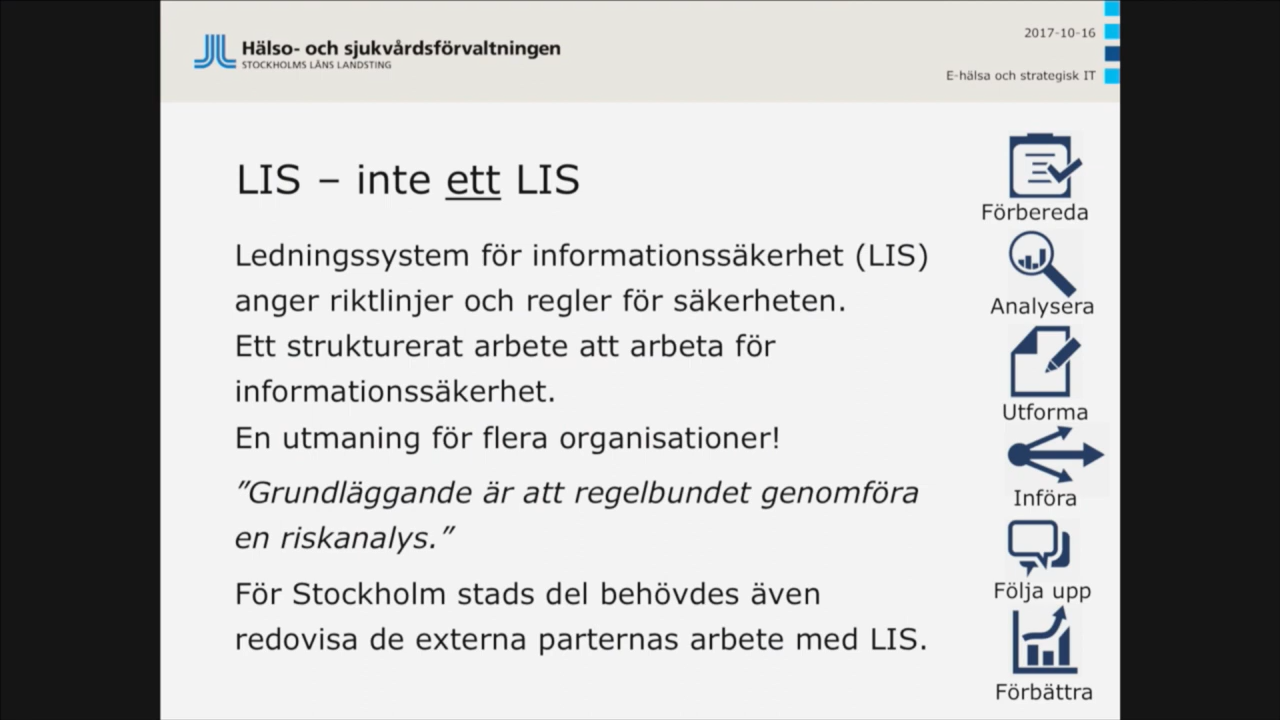 Hälso- och sjukvårdsförvaltningen
STOCKHOLMS LÄNS LANDSTING
2017-10-16
E-hälsa och strategisk IT
LIS – inte ett LIS
Ledningssystem för informationssäkerhet (LIS)
anger riktlinjer och regler för säkerheten.
Ett strukturerat arbete att arbeta för
informationssäkerhet.
En utmaning för flera organisationer!
”Grundläggande är att regelbundet genomföra
en riskanalys.”
För Stockholm stads del behövdes även
redovisa de externa parternas arbete med LIS.
Förbereda
Analysera
Utforma
Införa
Följa upp
Förbättra